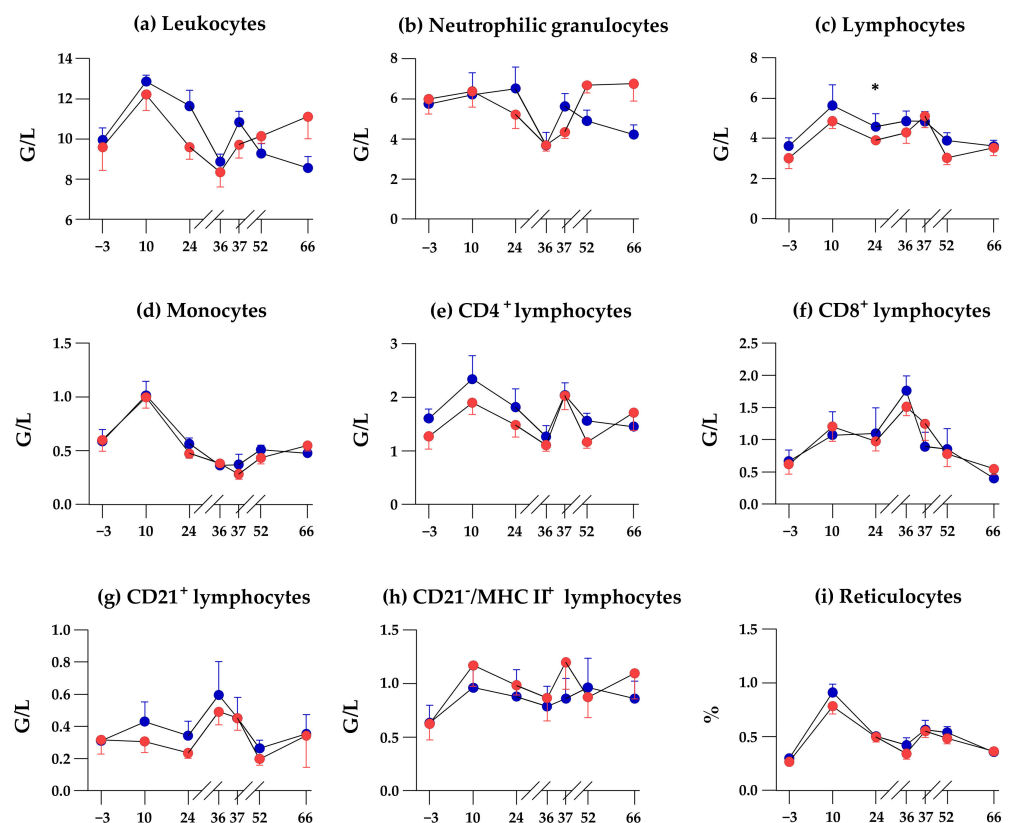 (a) Leukocytes
(b) Neutrophilic granulocytes
(c) Lymphocytes
14
12
10
8
6
G/L
−3 10 24 36 37 52 66
8
6
4
2
0
G/L
−3 10 24 36 37 52 66
8
6
4
2
0
G/L
*
−3 10 24 36 37 52 66
(d) Monocytes
(e) CD4 + lymphocytes
(f) CD8+ lymphocytes
1.5
1.0
0.5
0.0
G/L
−3 10 24 36 37 52 66
3
2
1
0
G/L
−3 10 24 36 37 52 66
2.5
2.0
1.5
1.0
0.5
0.0
G/L
−3 10 24 36 37 52 66
(g) CD21+ lymphocytes
(h) CD21-/MHC II+ lymphocytes
(i) Reticulocytes
1.0
0.8
0.6
0.4
0.2
0.0
G/L
−3 10 24 36 37 52 66
1.5
1.0
0.5
0.0
G/L
−3 10 24 36 37 52 66
1.5
1.0
0.5
0.0
%
−3 10 24 36 37 52 66